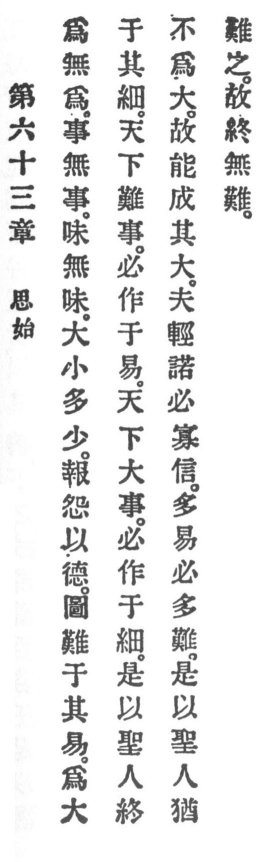 第六十三章　思始
爲無爲。事無事。味無味。大小多少。報怨以德。圖難于其易。爲大
于其細。天下難事。必作于易。天下大事。必作于細。是以聖人終
不爲大。故能成其大。夫輕諾必寡信。多易必多難。是以聖人猶
難之。故終無難。